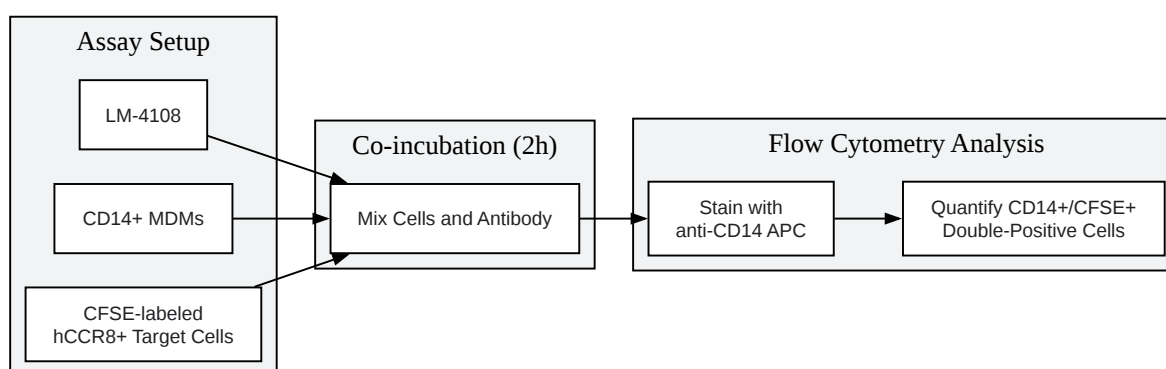 Assay Setup
LM-4108
CD14+ MDMs
CFSE-labeled
hCCR8+ Target Cells
Co-incubation (2h)
Mix Cells and Antibody
Flow Cytometry Analysis
Stain with
anti-CD14 APC
Quantify CD14+/CFSE+
Double-Positive Cells